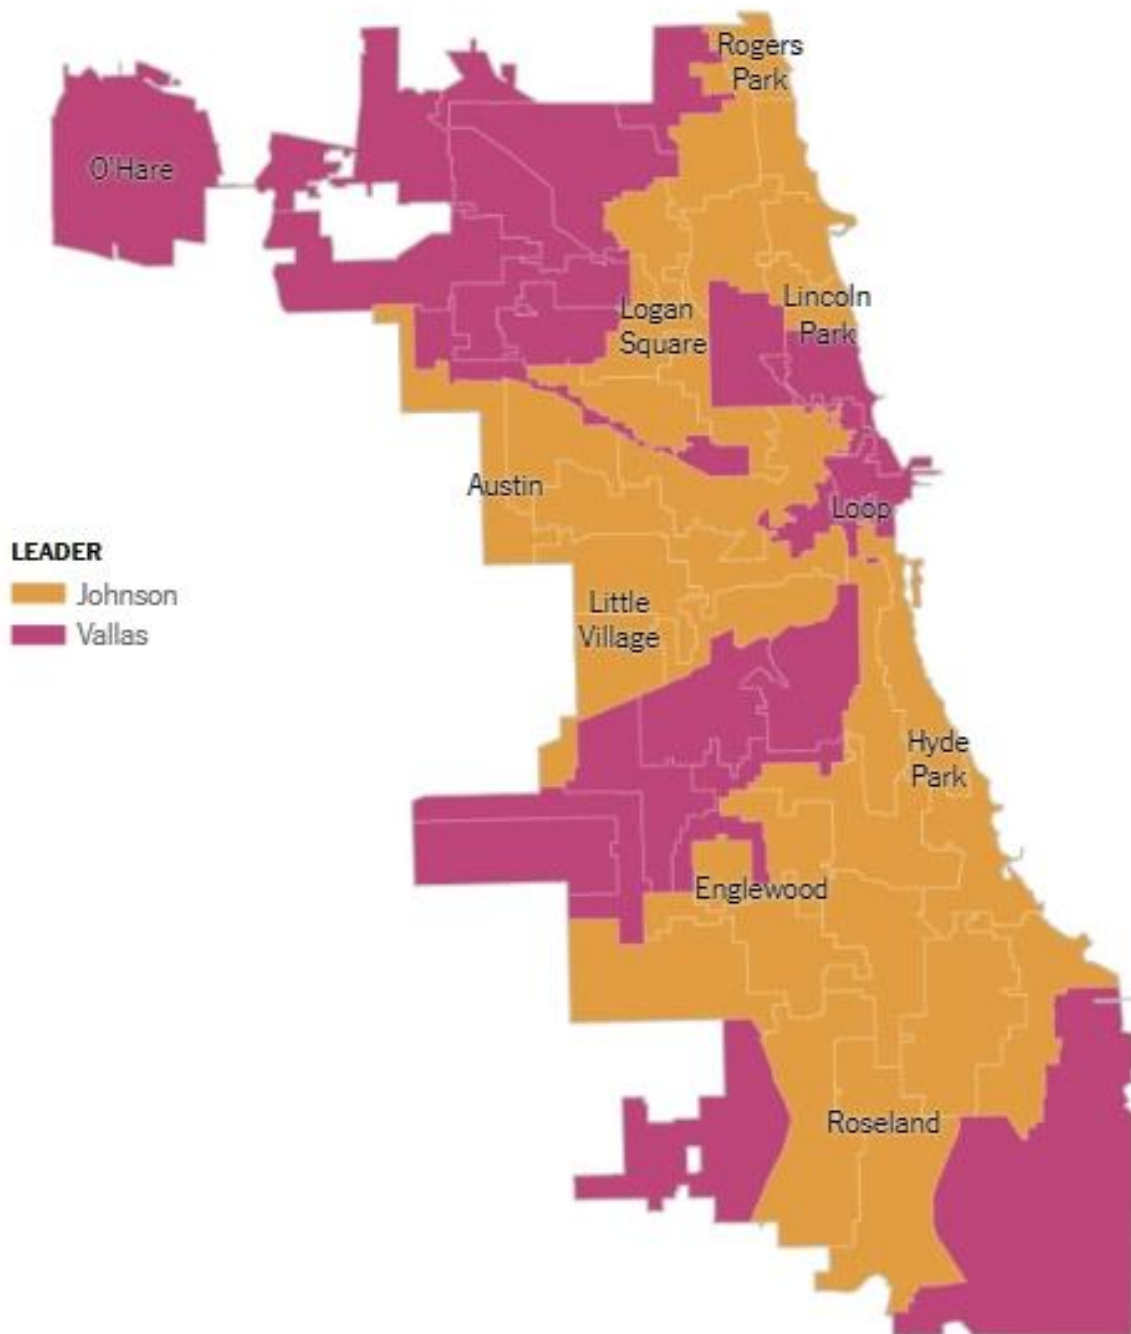 Rogers
Park
O'Hare
Lincoln
Park
Logan
Square
Austin
Loop
LEADER
Johnson
Vallas
Little
Village
Hyde
Park
Englewood
Roseland